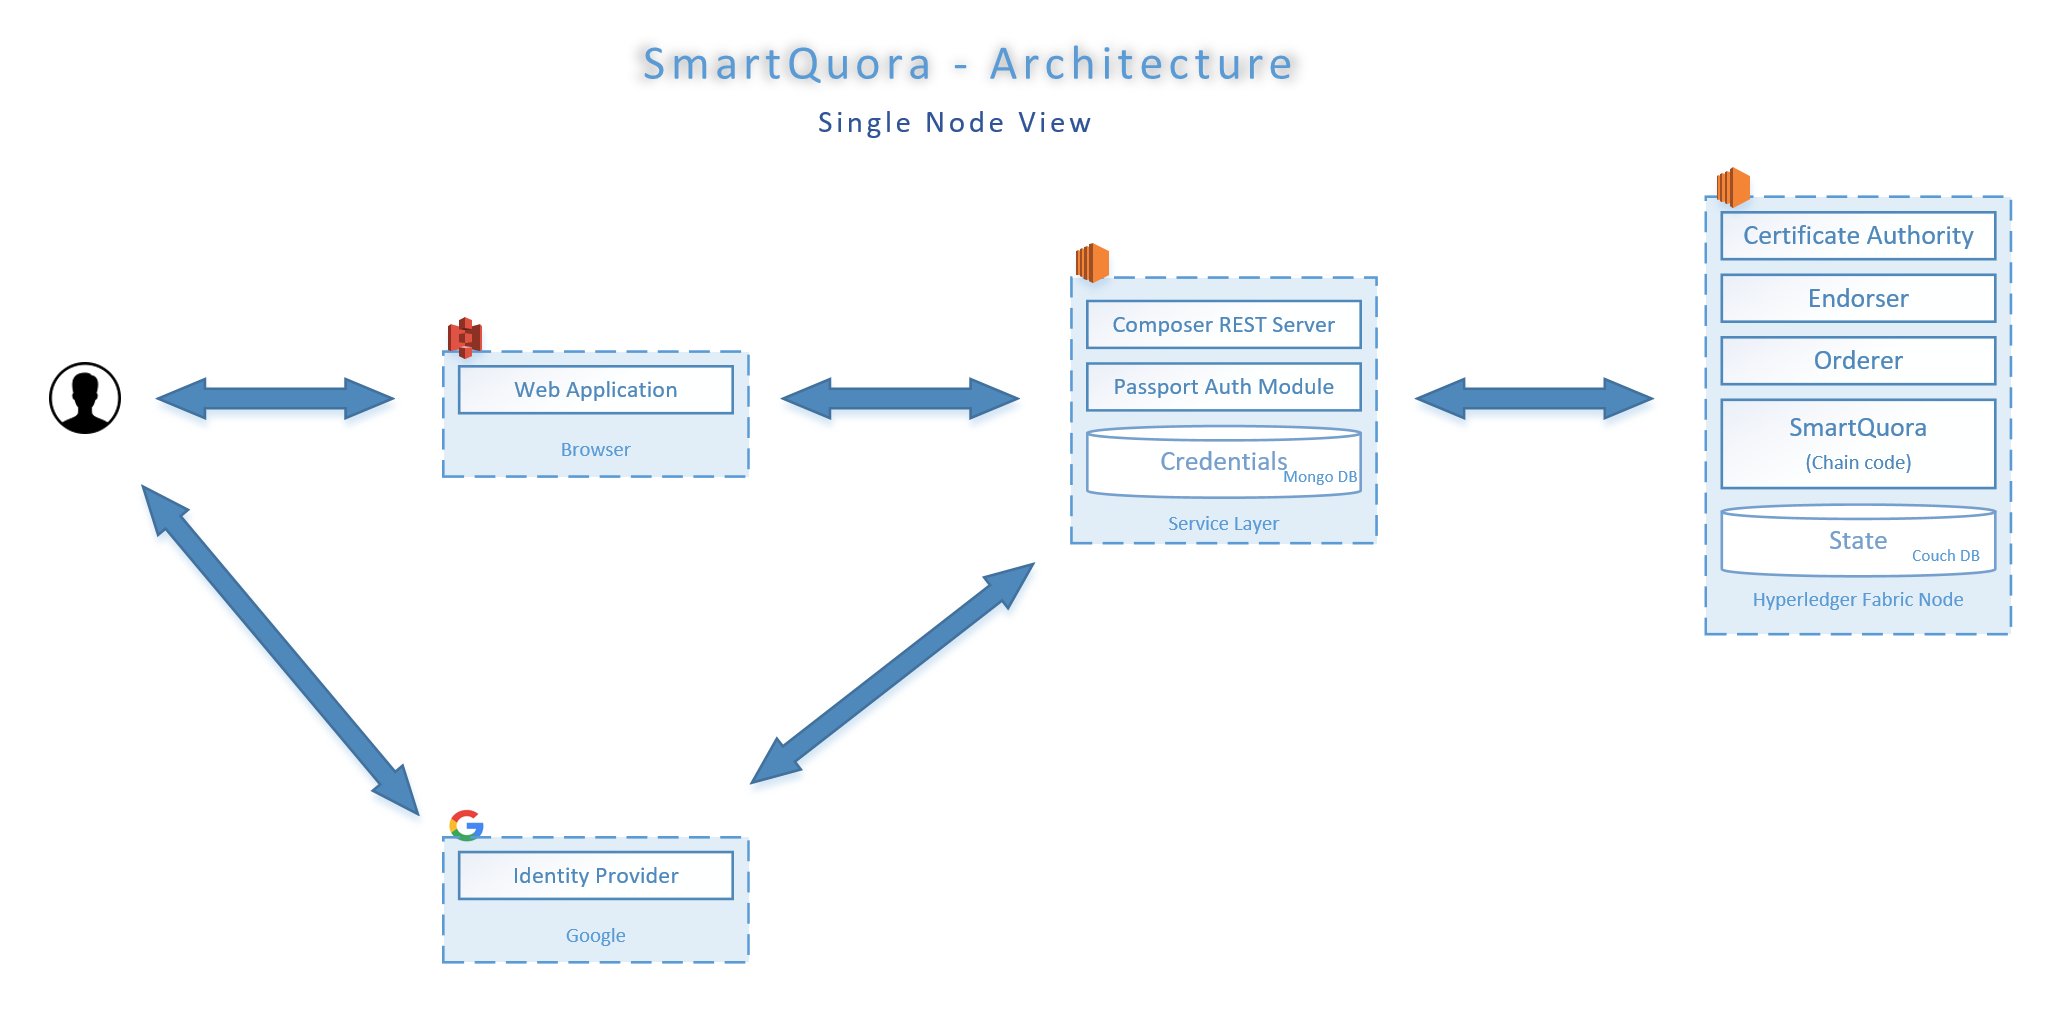 SmartQuora - Architecture
Single Node View
Web Application
Browser
Composer REST Server
Passport Auth Module
Credentials
Mongo DB
Service Layer
Certificate Authority
Endorser
Orderer
SmartQuora
(Chain code)
State
Couch DB
Hyperledger Fabric Node
Identity Provider
Google